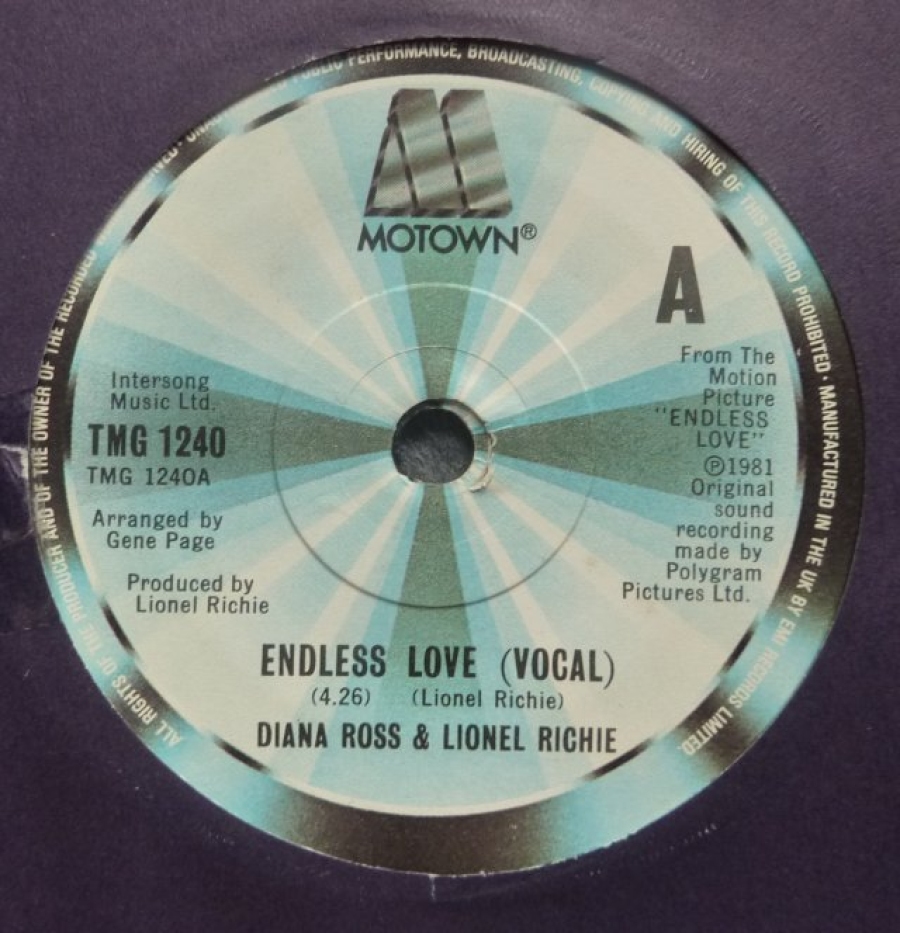 MOTOWN®
A
From The
Motion
Picture
"ENDLESS
LOVE"
Ⓟ1981
Original
sound
recording
made by
Polygram
Pictures Ltd.
Intersong
Music Ltd.
TMG 1240
TMG 1240A
Arranged by
Gene Page
Produced by
Lionel Richie
ENDLESS LOVE (VOCAL)
(4.26) (Lionel Richie)
DIANA ROSS & LIONEL RICHIE
ALL RIGHTS OF THE PRODUCER AND OF THE OWNER OF THE RECORDED
PUBLIC PERFORMANCE, BROADCASTING, COPYING AND HIRING OF THIS RECORD PROHIBITED · MANUFACTURED IN THE UK BY EMI RECORDS LIMITED